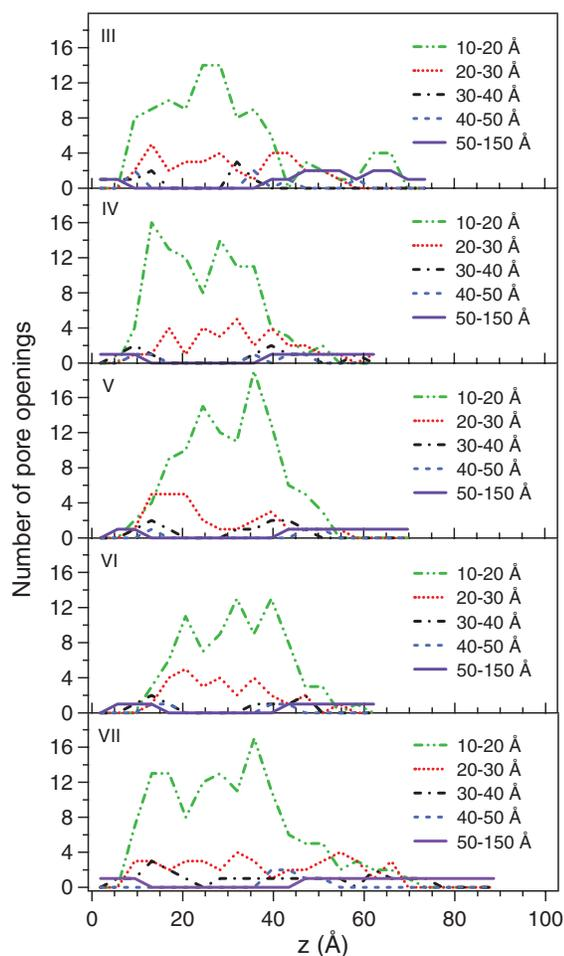 Number of pore openings
III
16
12
8
4
0
10-20 Å
20-30 Å
30-40 Å
40-50 Å
50-150 Å
IV
16
12
8
4
0
10-20 Å
20-30 Å
30-40 Å
40-50 Å
50-150 Å
V
16
12
8
4
0
10-20 Å
20-30 Å
30-40 Å
40-50 Å
50-150 Å
VI
16
12
8
4
0
10-20 Å
20-30 Å
30-40 Å
40-50 Å
50-150 Å
VII
16
12
8
4
0
10-20 Å
20-30 Å
30-40 Å
40-50 Å
50-150 Å
0 20 40 60 80 100
z (Å)